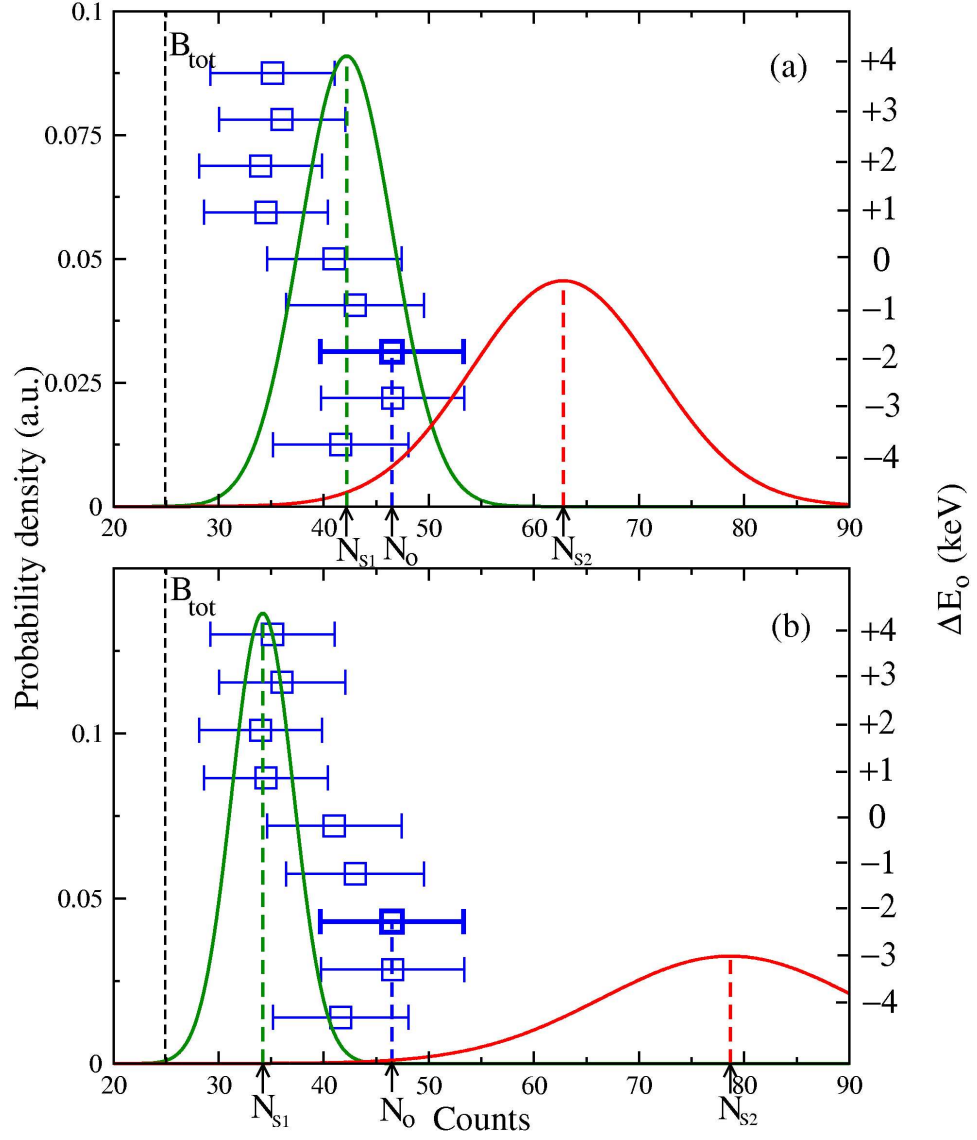 0.1
B_tot
(a)
+4
+3
0.075
+2
+1
0.05
0
−1
−2
0.025
−3
−4
0
20 30 40 50 60 70 80 90
N_S1 N_o N_S2
Probability density (a.u.)
ΔE_o (keV)
B_tot
(b)
+4
+3
+2
0.1
+1
0
−1
0.05
−2
−3
−4
0
20 30 40 50 60 70 80 90
N_S1 N_o Counts N_S2